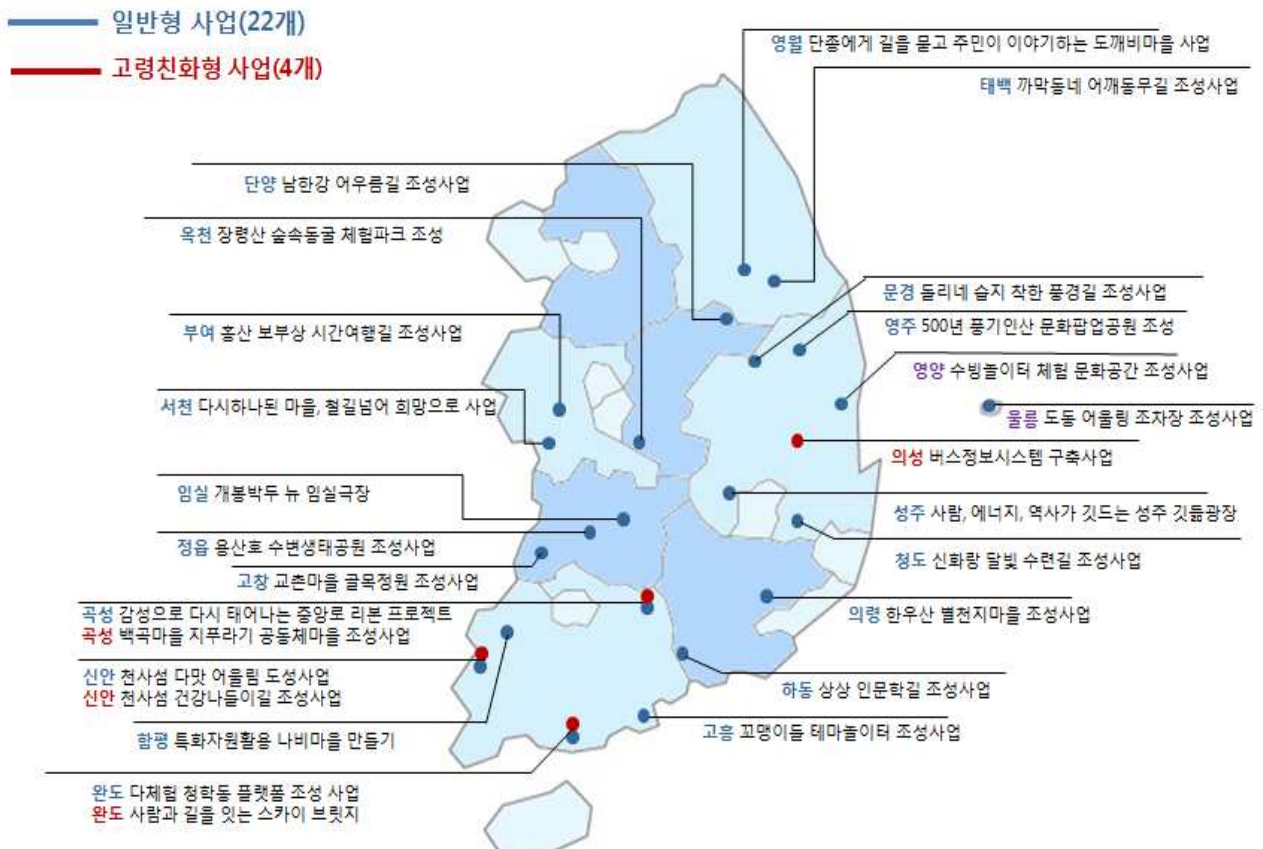 일반형 사업(22개)
고령친화형 사업(4개)
영월 단종에게 길을 묻고 주민이 이야기하는 도깨비마을 사업
태백 까막동네 어깨동무길 조성사업
단양 남한강 어우름길 조성사업
옥천 장령산 숲속동굴 체험파크 조성
문경 돌리네 습지 착한 풍경길 조성사업
부여 홍산 보부상 시간여행길 조성사업
영주 500년 풍기인산 문화팝업공원 조성
영양 수빙놀이터 체험 문화공간 조성사업
서천 다시하나된 마을, 철길넘어 희망으로 사업
울릉 도동 어울림 조차장 조성사업
의성 버스정보시스템 구축사업
임실 개봉박두 뉴 임실극장
성주 사람, 에너지, 역사가 깃드는 성주 깃듦광장
정읍 용산호 수변생태공원 조성사업
청도 신화랑 달빛 수련길 조성사업
고창 교촌마을 골목정원 조성사업
곡성 감성으로 다시 태어나는 중앙로 리본 프로젝트
곡성 백곡마을 지푸라기 공동체마을 조성사업
의령 한우산 별천지마을 조성사업
신안 천사섬 다맛 어울림 도성사업
신안 천사섬 건강나들이길 조성사업
하동 상상 인문학길 조성사업
함평 특화자원활용 나비마을 만들기
고흥 꼬맹이들 테마놀이터 조성사업
완도 다체험 청학동 플랫폼 조성 사업
완도 사람과 길을 잇는 스카이 브릿지